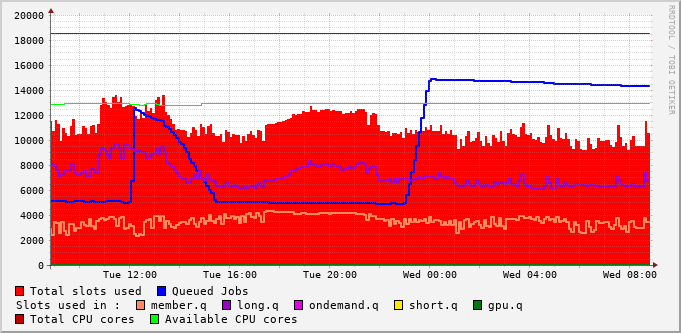 20000
18000
16000
14000
12000
10000
8000
6000
4000
2000
0
Tue 12:00 Tue 16:00 Tue 20:00 Wed 00:00 Wed 04:00 Wed 08:00
RRDTOOL / TOBI OETIKER
Total slots used Queued Jobs
Slots used in : member.q long.q ondemand.q short.q gpu.q
Total CPU cores Available CPU cores